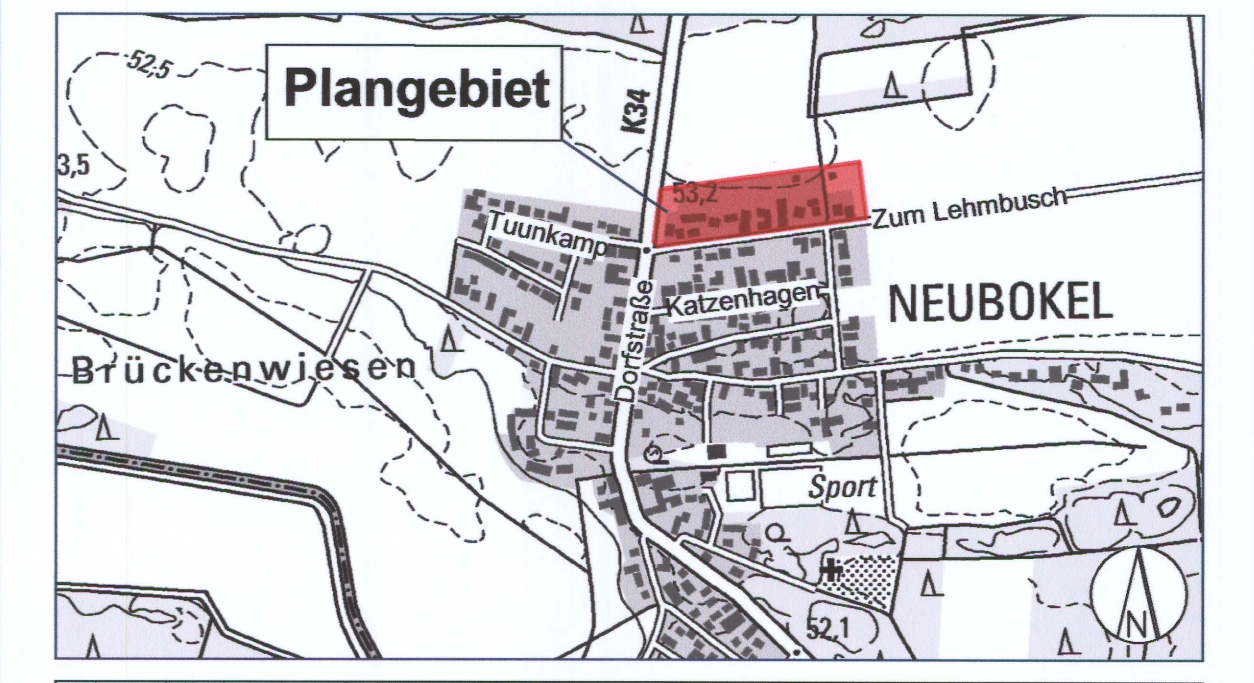 52,5
Plangebiet
K34
3,5
53,2
Zum Lehmbusch
Tuunkamp
Katzenhagen
NEUBOKEL
Dorfstraße
Brückenwiesen
Sport
52,1
N